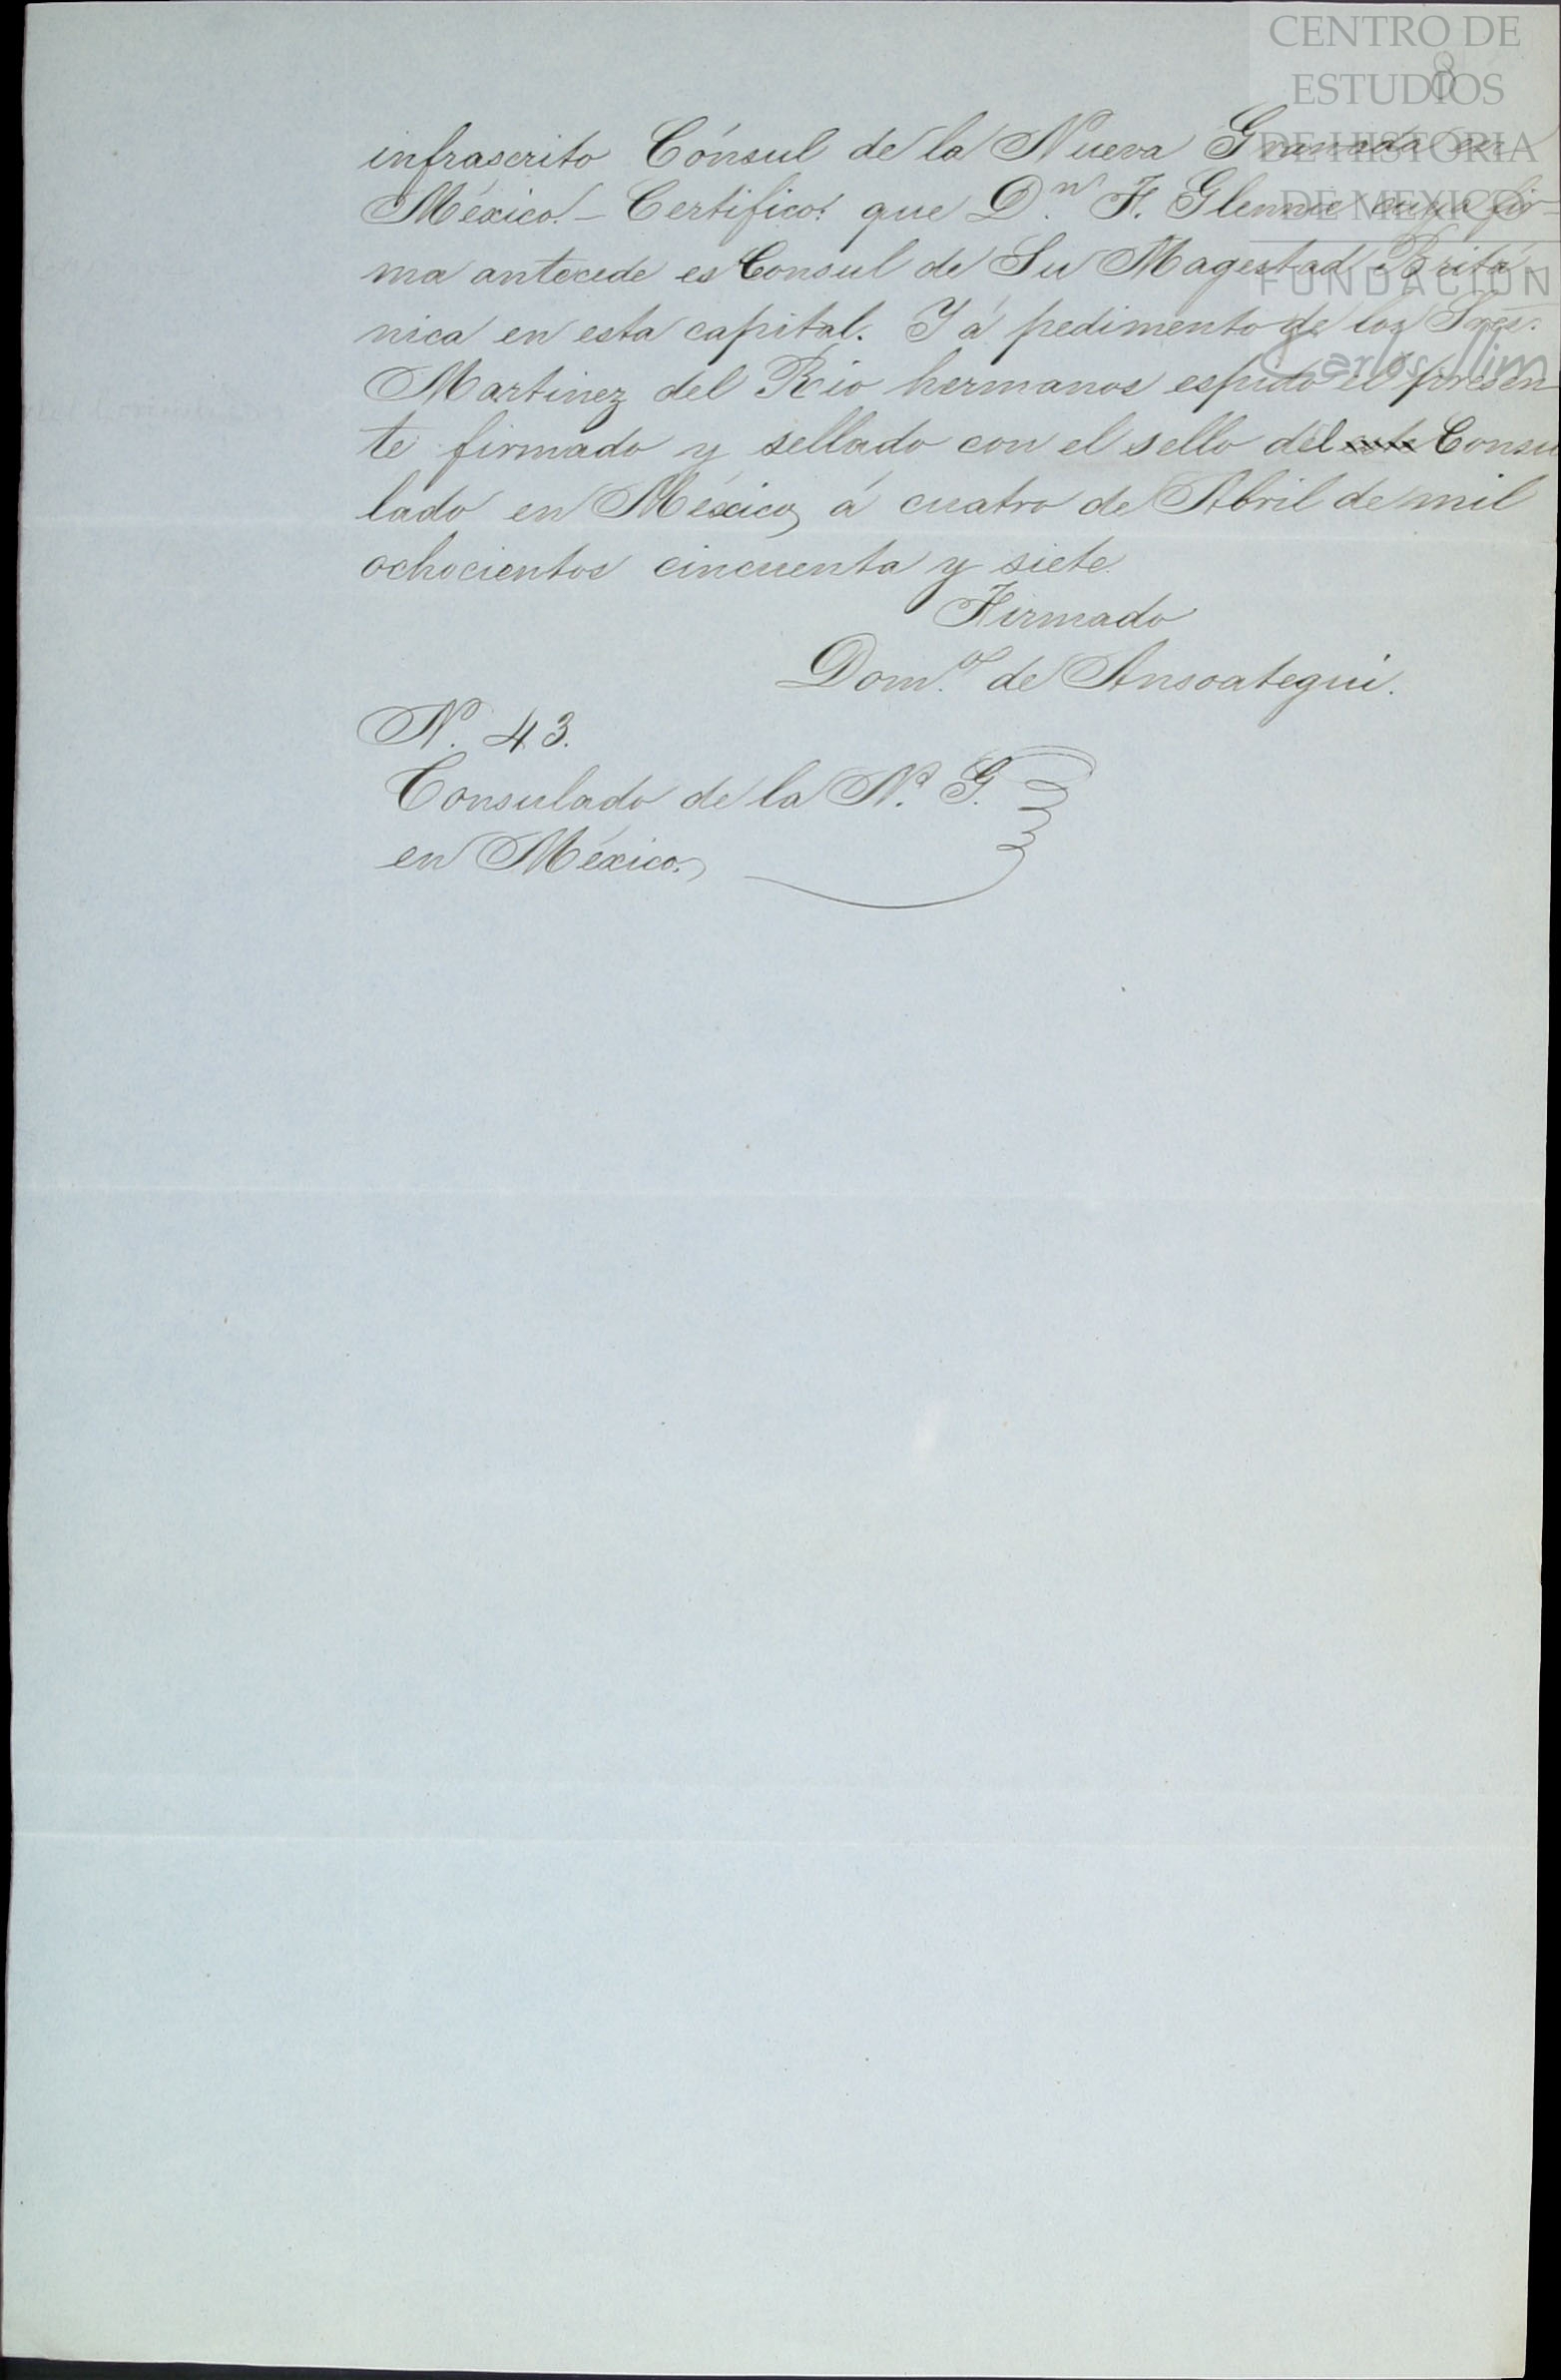 CENTRO DE
ESTUDIOS
DE HISTORIA
DE MEXICO
FUNDACIÓN
Carlos Slim
8
infrascrito Cónsul de la Nueva Granada en
México. – Certifico: que D.n F. Glennie cuya fir-
ma antecede es Consul de Su Magestad Britá
nica en esta capital. Y á pedimento de los Sres.
Martinez del Rio hermanos espido el presen-
te firmado y sellado con el sello del este Consu
lado en México, á cuatro de Abril de mil
ochocientos cincuenta y siete.
Firmado
Dom.o de Ansoategui.
N. 43.
Consulado de la N. G.
en México.